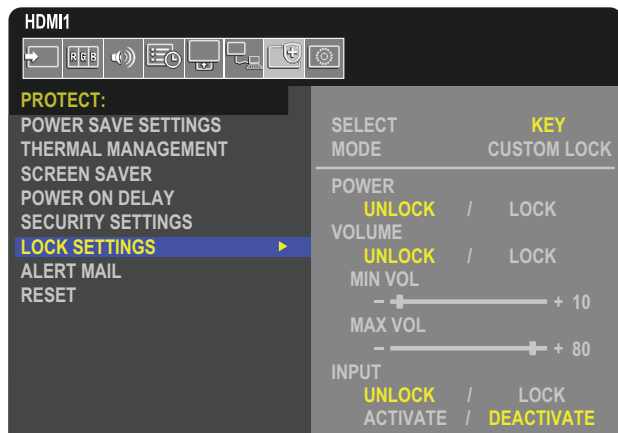 HDMI1
RGB
PROTECT:
POWER SAVE SETTINGS
THERMAL MANAGEMENT
SCREEN SAVER
POWER ON DELAY
SECURITY SETTINGS
LOCK SETTINGS
ALERT MAIL
RESET
SELECT KEY
MODE CUSTOM LOCK
POWER
UNLOCK / LOCK
VOLUME
UNLOCK / LOCK
MIN VOL
- + 10
MAX VOL
- + 80
INPUT
UNLOCK / LOCK
ACTIVATE / DEACTIVATE